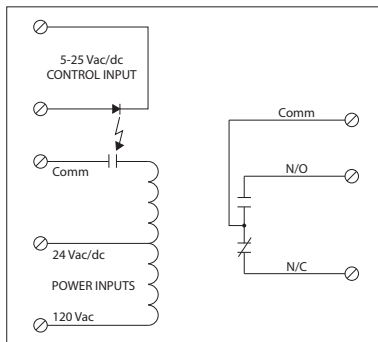 5-25 Vac/dc
CONTROL INPUT
Comm
24 Vac/dc
POWER INPUTS
120 Vac
Comm
N/O
N/C